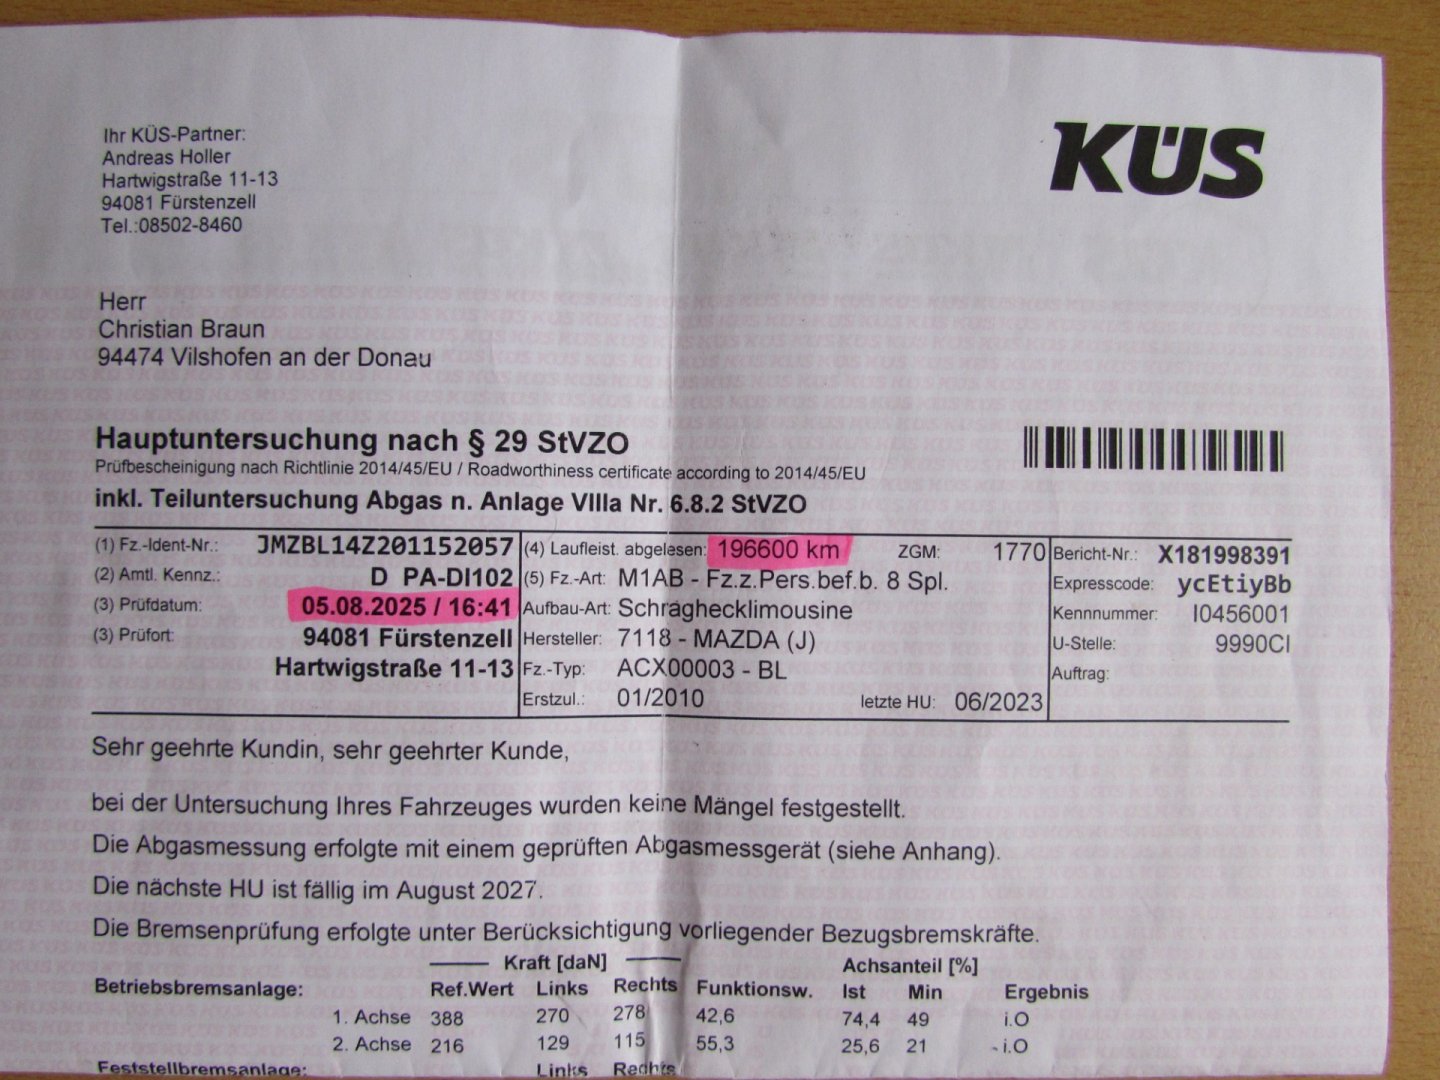 KÜS
Ihr KÜS-Partner:
Andreas Holler
Hartwigstraße 11-13
94081 Fürstenzell
Tel.:08502-8460
Herr
Christian Braun
94474 Vilshofen an der Donau
Hauptuntersuchung nach § 29 StVZO
Prüfbescheinigung nach Richtlinie 2014/45/EU / Roadworthiness certificate according to 2014/45/EU
inkl. Teiluntersuchung Abgas n. Anlage VIIIa Nr. 6.8.2 StVZO
(1) Fz.-Ident-Nr.: JMZBL14Z201152057
(2) Amtl. Kennz.: D PA-DI102
(3) Prüfdatum: 05.08.2025 / 16:41
(3) Prüfort: 94081 Fürstenzell
Hartwigstraße 11-13
(4) Laufleist. abgelesen: 196600 km ZGM: 1770
(5) Fz.-Art: M1AB - Fz.z.Pers.bef.b. 8 Spl.
Aufbau-Art: Schräghecklimousine
Hersteller: 7118 - MAZDA (J)
Fz.-Typ: ACX00003 - BL
Erstzul.: 01/2010 letzte HU: 06/2023
Bericht-Nr.: X181998391
Expresscode: ycEtiyBb
Kennnummer: I0456001
U-Stelle: 9990CI
Auftrag:
Sehr geehrte Kundin, sehr geehrter Kunde,
bei der Untersuchung Ihres Fahrzeuges wurden keine Mängel festgestellt.
Die Abgasmessung erfolgte mit einem geprüften Abgasmessgerät (siehe Anhang).
Die nächste HU ist fällig im August 2027.
Die Bremsenprüfung erfolgte unter Berücksichtigung vorliegender Bezugsbremskräfte.
Kraft [daN] Achsanteil [%]
Betriebsbremsanlage: Ref.Wert Links Rechts Funktionsw. Ist Min Ergebnis
1. Achse 388 270 278 42,6 74,4 49 i.O
2. Achse 216 129 115 55,3 25,6 21 i.O
Feststellbremsanlage: Links Rechts